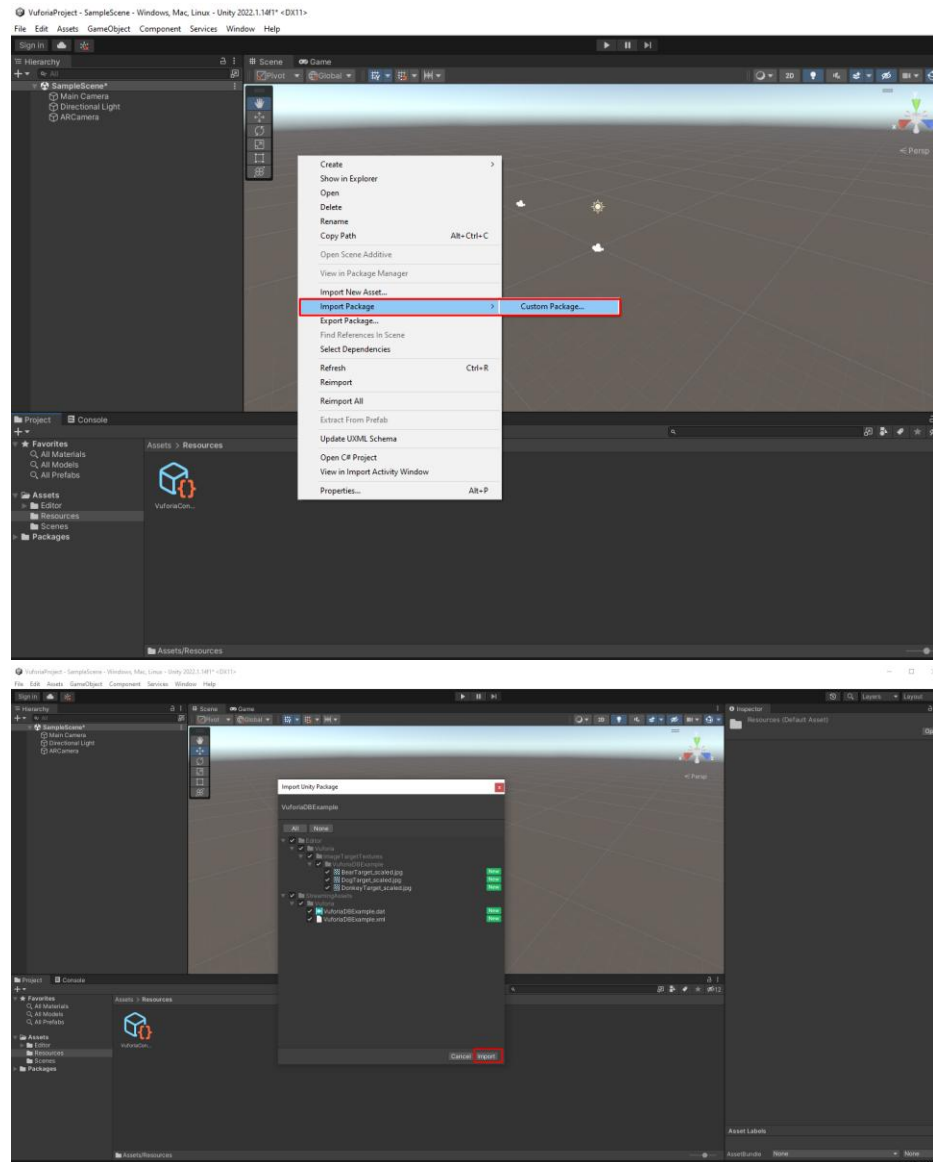 VuforiaProject - SampleScene - Windows, Mac, Linux - Unity 2022.1.14f1* <DX11>
File Edit Assets GameObject Component Services Window Help
Sign in
Hierarchy
Scene Game
All
Pivot Global 2D
SampleScene*
Main Camera
Directional Light
ARCamera
Persp
Create
Show in Explorer
Open
Delete
Rename
Copy Path Alt+Ctrl+C
Open Scene Additive
View in Package Manager
Import New Asset...
Import Package Custom Package...
Export Package...
Find References In Scene
Select Dependencies
Refresh Ctrl+R
Reimport
Reimport All
Extract From Prefab
Update UXML Schema
Open C# Project
View in Import Activity Window
Properties... Alt+P
Project Console
Favorites
All Materials
All Models
All Prefabs
Assets
Editor
Resources
Scenes
Packages
Assets > Resources
VuforiaCon...
Assets/Resources
VuforiaProject - SampleScene - Windows, Mac, Linux - Unity 2022.1.14f1* <DX11>
File Edit Assets GameObject Component Services Window Help
Sign in Layers Layout
Hierarchy
Scene Game
Inspector
All
Pivot Global 2D
Resources (Default Asset)
SampleScene*
Main Camera
Directional Light
ARCamera
Persp
Import Unity Package
VuforiaDBExample
All None
Editor
Vuforia
ImageTargetTextures
VuforiaDBExample
BearTarget_scaled.jpg New
DogTarget_scaled.jpg New
DonkeyTarget_scaled.jpg New
StreamingAssets
Vuforia
VuforiaDBExample.dat New
VuforiaDBExample.xml New
Cancel Import
Project Console
12
Favorites
All Materials
All Models
All Prefabs
Assets
Editor
Resources
Scenes
Packages
Assets > Resources
VuforiaCon...
Assets/Resources
Asset Labels
AssetBundle None None